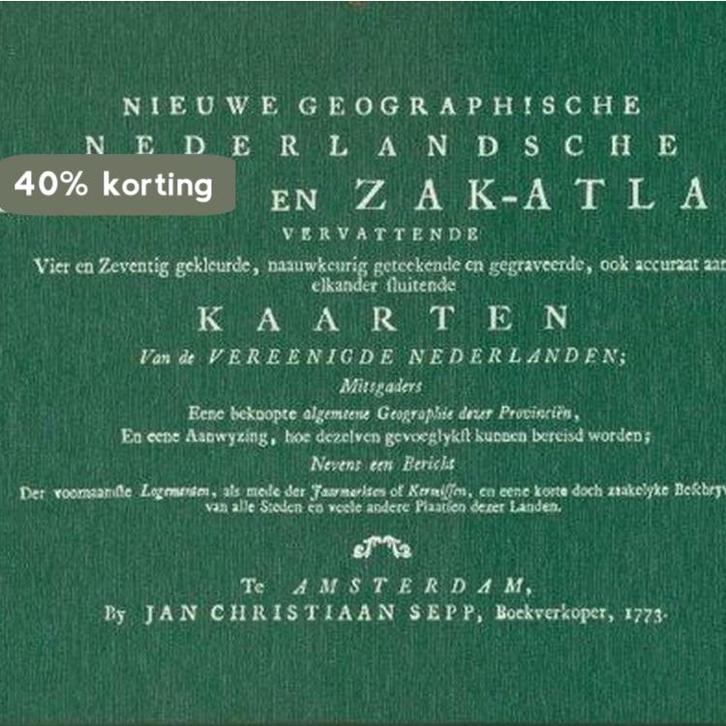 NIEUWE GEOGRAPHISCHE
NEDERLANDSCHE
40% korting
EN ZAK-ATLA
VERVATTENDE
Vier en Zeventig gekleurde, naauwkeurig geteekende en gegraveerde, ook accuraat aan
elkander ſluitende
KAARTEN
Van de VEREENIGDE NEDERLANDEN;
Mitsgaders
Eene beknopte algemeene Geographie dezer Provinciën,
En eene Aanwyzing, hoe dezelven gevoeglykſt kunnen bereisd worden;
Nevens een Bericht
Der voornaamſte Logementen, als mede der Jaarmarkten of Kermiſſen, en eene korte doch zaakelyke Beſchryv
van alle Steden en veele andere Plaatſen dezer Landen.
Te AMSTERDAM,
By JAN CHRISTIAAN SEPP, Boekverkoper, 1773.